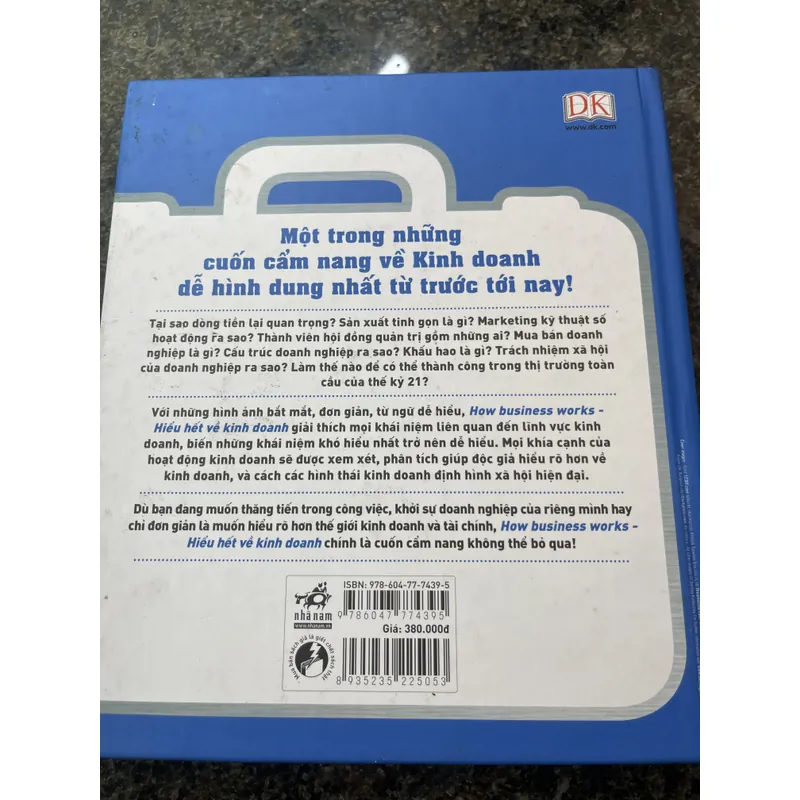 DK
www.dk.com
Một trong những
cuốn cẩm nang về Kinh doanh
dễ hình dung nhất từ trước tới nay!
Tại sao dòng tiền lại quan trọng? Sản xuất tinh gọn là gì? Marketing kỹ thuật số
hoạt động ra sao? Thành viên hội đồng quản trị gồm những ai? Mua bán doanh
nghiệp là gì? Cấu trúc doanh nghiệp ra sao? Khấu hao là gì? Trách nhiệm xã hội
của doanh nghiệp ra sao? Làm thế nào để có thể thành công trong thị trường toàn
cầu của thế kỷ 21?
Với những hình ảnh bắt mắt, đơn giản, từ ngữ dễ hiểu, How business works -
Hiểu hết về kinh doanh giải thích mọi khái niệm liên quan đến lĩnh vực kinh
doanh, biến những khái niệm khó hiểu nhất trở nên dễ hiểu. Mọi khía cạnh của
hoạt động kinh doanh sẽ được xem xét, phân tích giúp độc giả hiểu rõ hơn về
kinh doanh, và cách các hình thái kinh doanh định hình xã hội hiện đại.
Dù bạn đang muốn thăng tiến trong công việc, khởi sự doanh nghiệp của riêng mình hay
chỉ đơn giản là muốn hiểu rõ hơn thế giới kinh doanh và tài chính, How business works -
Hiểu hết về kinh doanh chính là cuốn cẩm nang không thể bỏ qua!
ISBN: 978-604-77-7439-5
9 786047 774395
nhã nam
www.nhanam.vn
Giá: 380.000đ
Mua bán sách giả là giết chết sách thật
8 935235 225053